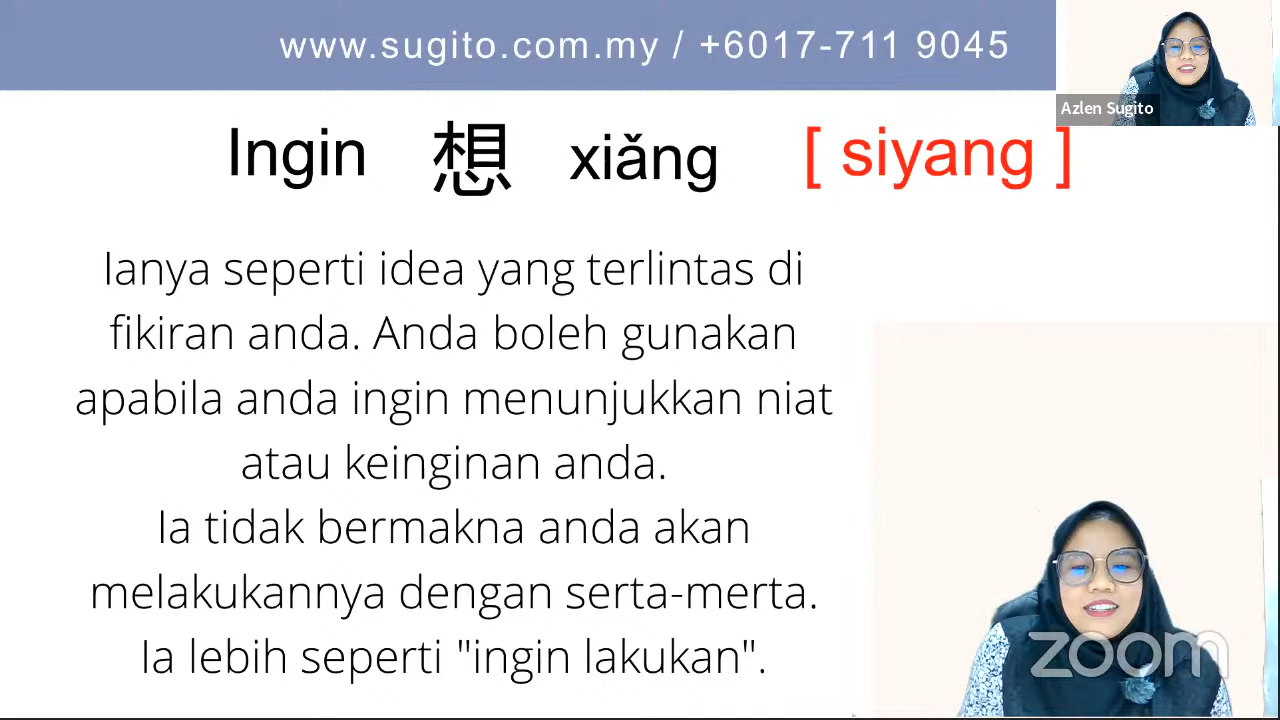 www.sugito.com.my / +6017-711 9045
Azlen Sugito
Ingin 想 xiǎng [ siyang ]
Ianya seperti idea yang terlintas di
fikiran anda. Anda boleh gunakan
apabila anda ingin menunjukkan niat
atau keinginan anda.
Ia tidak bermakna anda akan
melakukannya dengan serta-merta.
Ia lebih seperti "ingin lakukan".
zoom